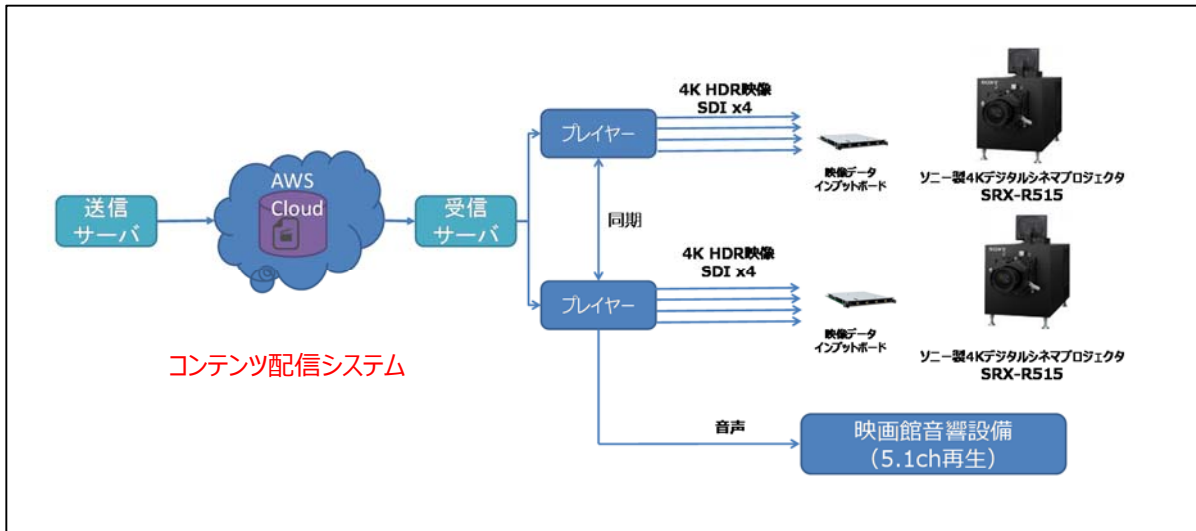 4K HDR映像
SDI x4
プレイヤー
映像データ
インプットボード
ソニー製4Kデジタルシネマプロジェクタ
SRX-R515
AWS
Cloud
送信
サーバ
受信
サーバ
同期
4K HDR映像
SDI x4
プレイヤー
映像データ
インプットボード
ソニー製4Kデジタルシネマプロジェクタ
SRX-R515
コンテンツ配信システム
音声
映画館音響設備
(5.1ch再生)